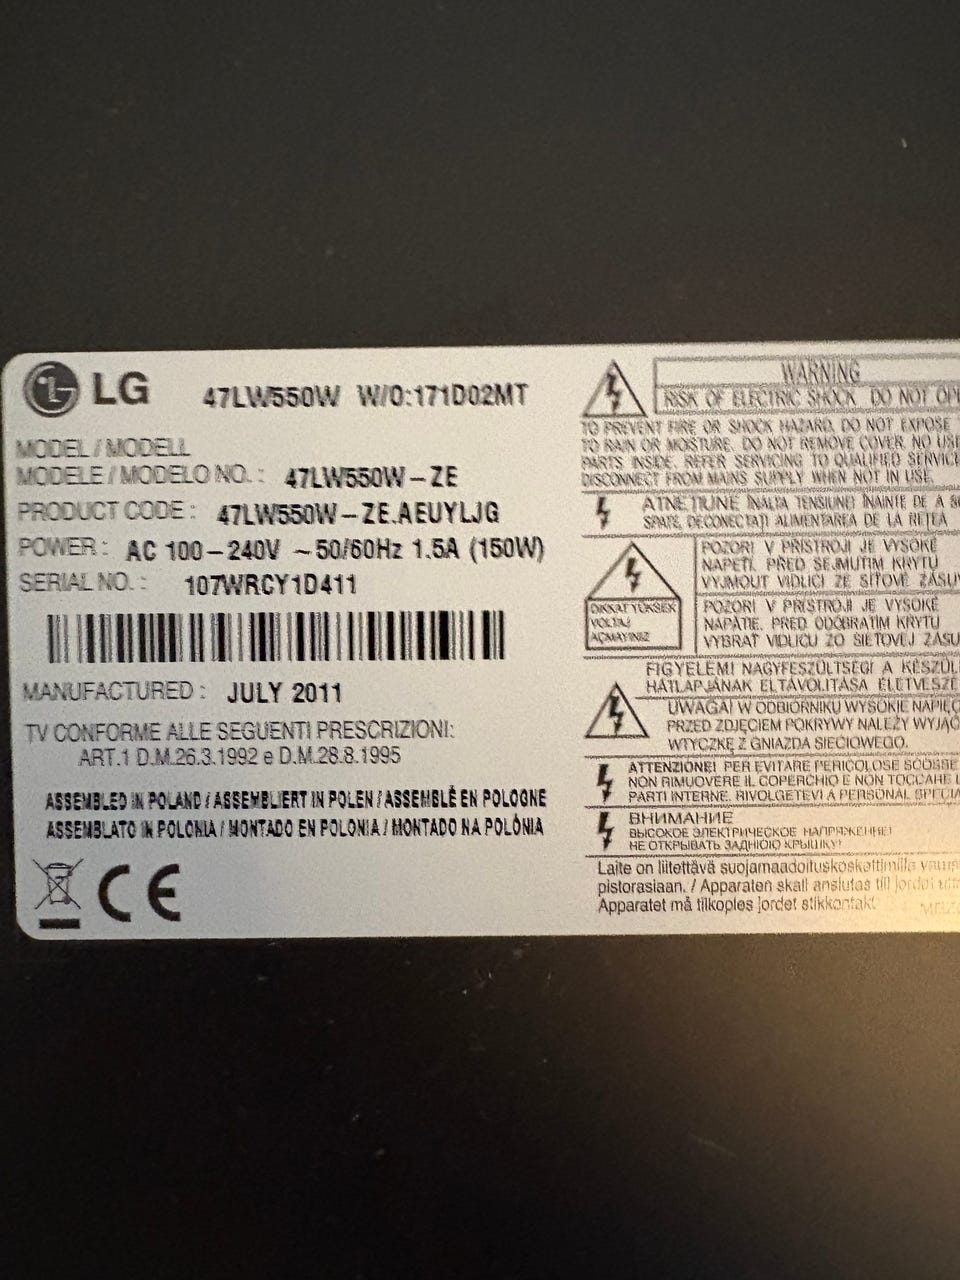 LG 47LW550W W/O:171D02MT
MODEL / MODELL
MODELE / MODELO NO. : 47LW550W-ZE
PRODUCT CODE : 47LW550W-ZE.AEUYLJG
POWER : AC 100-240V ~50/60Hz 1.5A (150W)
SERIAL NO. : 107WRCY1D411
MANUFACTURED : JULY 2011
TV CONFORME ALLE SEGUENTI PRESCRIZIONI:
ART.1 D.M.26.3.1992 e D.M.28.8.1995
ASSEMBLED IN POLAND / ASSEMBLIERT IN POLEN / ASSEMBLÉ EN POLOGNE
ASSEMBLATO IN POLONIA / MONTADO EN POLONIA / MONTADO NA POLÔNIA
CE
WARNING
RISK OF ELECTRIC SHOCK DO NOT
TO PREVENT FIRE OR SHOCK HAZARD, DO NOT EXPOSE
TO RAIN OR MOISTURE. DO NOT REMOVE COVER. NO
PARTS INSIDE. REFER SERVICING TO QUALIFIED
DISCONNECT FROM MAINS SUPPLY WHEN NOT IN USE.
ATNEȚIUNE ÎNALTA TENSIUNE! ÎNAINTE DE A
SPATE, DECONECTAȚI ALIMENTAREA DE LA REȚEA
DIKKAT YÜKSEK
VOLTAJ
AÇMAYINIZ
POZOR! V PŘÍSTROJI JE VYSOKÉ
NAPĚTÍ. PŘED SEJMUTÍM KRYTU
VYJMOUT VIDLICI ZE SÍŤOVÉ
POZOR! V PRÍSTROJI JE VYSOKÉ
NAPÄTIE. PRED ODOBRATÍM KRYTU
VYBRAŤ VIDLICU ZO SIEŤOVEJ
FIGYELEM! NAGYFESZÜLTSÉG! A
HÁTLAPJÁNAK ELTÁVOLÍTÁSA
UWAGA! W ODBIORNIKU WYSOKIE
PRZED ZDJĘCIEM POKRYWY NALEŻY
WTYCZKĘ Z GNIAZDA SIECIOWEGO.
ATTENZIONE! PER EVITARE PERICOLOSE
NON RIMUOVERE IL COPERCHIO E NON TOCCARE
PARTI INTERNE. RIVOLGETEVI A PERSONAL
ВНИМАНИЕ
ВЫСОКОЕ ЭЛЕКТРИЧЕСКОЕ НАПРЯЖЕНИЕ!
НЕ ОТКРЫВАТЬ ЗАДНЮЮ КРЫШКУ!
Laite on liitettävä suojamaadoituskoskettimilla
pistorasiaan. / Apparaten skall anslutas till jordat
Apparatet må tilkoples jordet stikkontakt